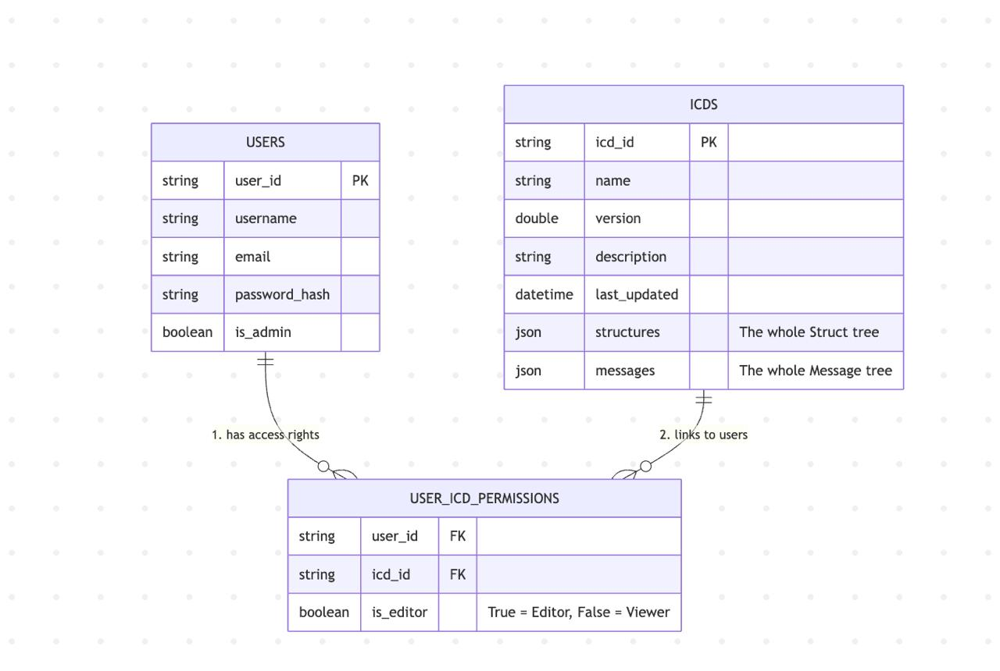 USERS
string user_id PK
string username
string email
string password_hash
boolean is_admin
ICDS
string icd_id PK
string name
double version
string description
datetime last_updated
json structures The whole Struct tree
json messages The whole Message tree
1. has access rights
2. links to users
USER_ICD_PERMISSIONS
string user_id FK
string icd_id FK
boolean is_editor True = Editor, False = Viewer